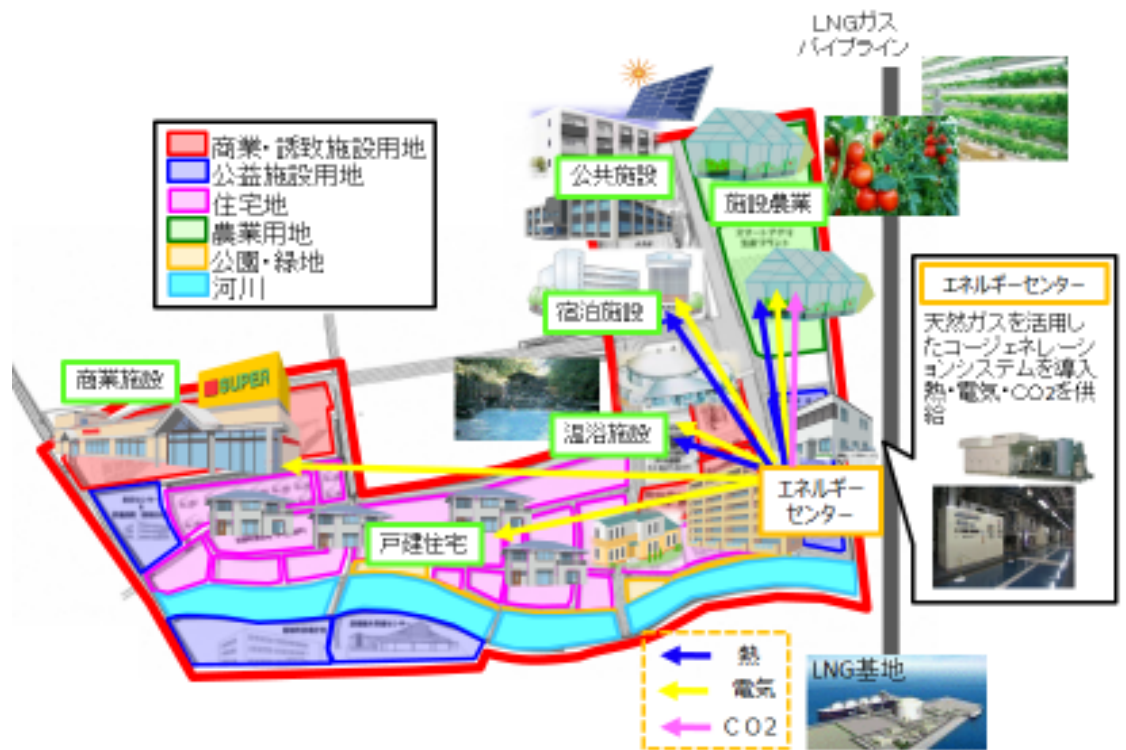 LNGガス
パイプライン
商業・誘致施設用地
公益施設用地
住宅地
農業用地
公園・緑地
河川
公共施設
施設農業
宿泊施設
商業施設
SUPER
温浴施設
戸建住宅
エネルギー
センター
エネルギーセンター
天然ガスを活用し
たコージェネレーシ
ョンシステムを導入
熱・電気・CO2を供
給
熱
電気
CO2
LNG基地